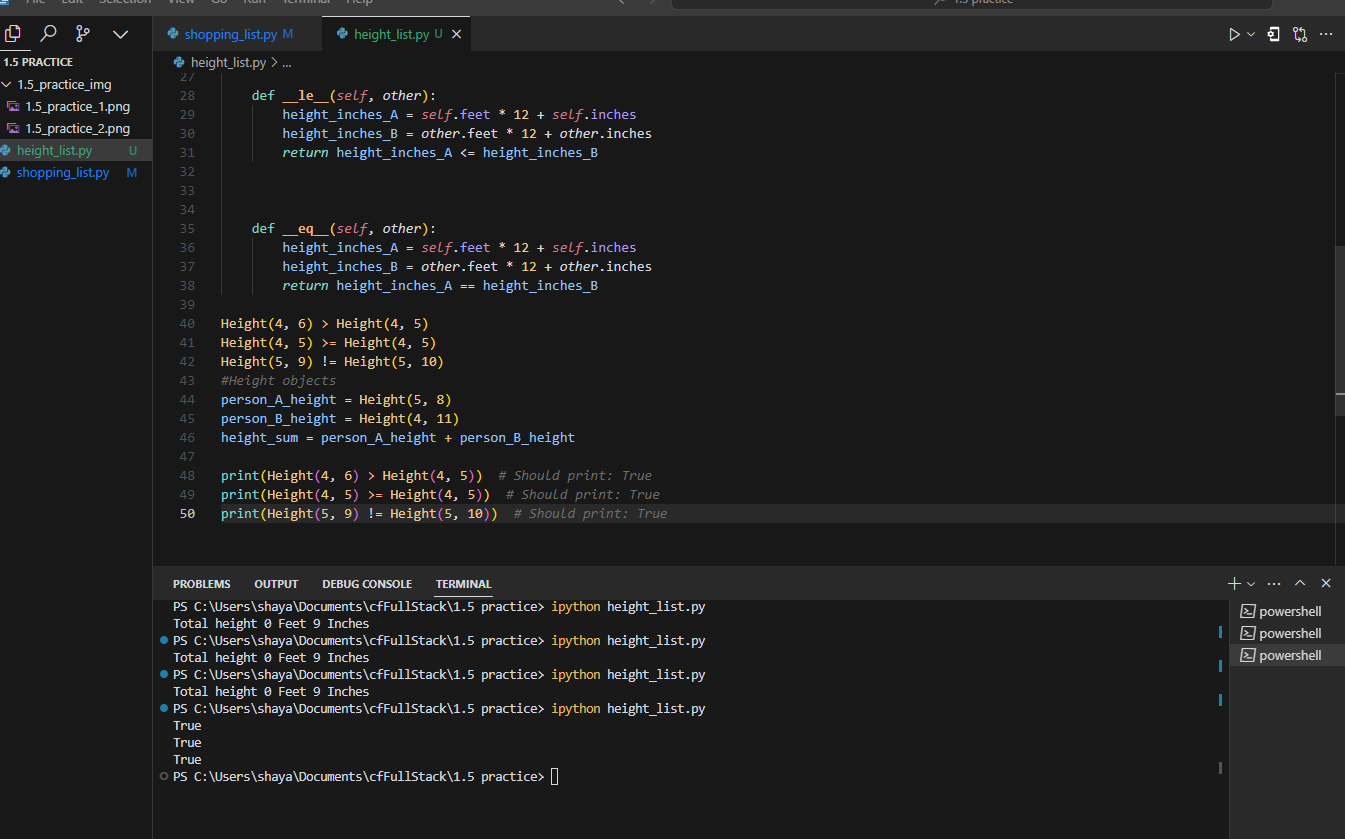 File Edit Selection View Go Run Terminal Help 1.5 practice
shopping_list.py M height_list.py U
1.5 PRACTICE
1.5_practice_img
1.5_practice_1.png
1.5_practice_2.png
height_list.py U
shopping_list.py M
height_list.py > ...
27
28 def __le__(self, other):
29 height_inches_A = self.feet * 12 + self.inches
30 height_inches_B = other.feet * 12 + other.inches
31 return height_inches_A <= height_inches_B
32
33
34
35 def __eq__(self, other):
36 height_inches_A = self.feet * 12 + self.inches
37 height_inches_B = other.feet * 12 + other.inches
38 return height_inches_A == height_inches_B
39
40 Height(4, 6) > Height(4, 5)
41 Height(4, 5) >= Height(4, 5)
42 Height(5, 9) != Height(5, 10)
43 #Height objects
44 person_A_height = Height(5, 8)
45 person_B_height = Height(4, 11)
46 height_sum = person_A_height + person_B_height
47
48 print(Height(4, 6) > Height(4, 5)) # Should print: True
49 print(Height(4, 5) >= Height(4, 5)) # Should print: True
50 print(Height(5, 9) != Height(5, 10)) # Should print: True
PROBLEMS OUTPUT DEBUG CONSOLE TERMINAL
PS C:\Users\shaya\Documents\cfFullStack\1.5 practice> ipython height_list.py
Total height 0 Feet 9 Inches
PS C:\Users\shaya\Documents\cfFullStack\1.5 practice> ipython height_list.py
Total height 0 Feet 9 Inches
PS C:\Users\shaya\Documents\cfFullStack\1.5 practice> ipython height_list.py
Total height 0 Feet 9 Inches
PS C:\Users\shaya\Documents\cfFullStack\1.5 practice> ipython height_list.py
True
True
True
PS C:\Users\shaya\Documents\cfFullStack\1.5 practice>
powershell
powershell
powershell